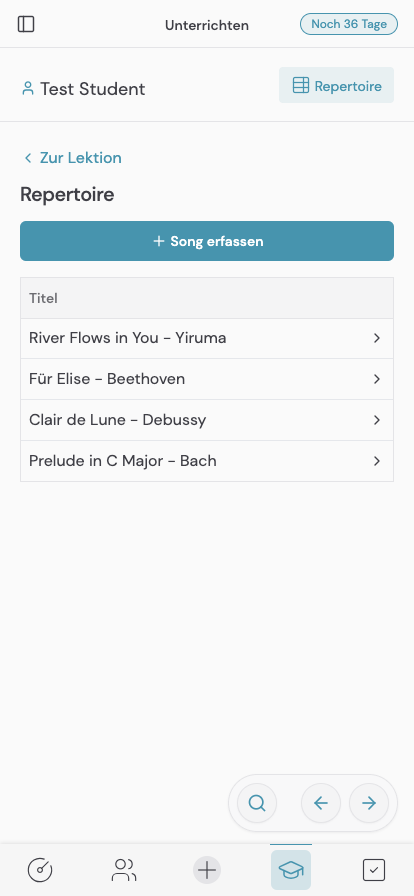 Unterrichten
Noch 36 Tage
Test Student
Repertoire
Zur Lektion
Repertoire
Song erfassen
Titel
River Flows in You - Yiruma
Für Elise - Beethoven
Clair de Lune - Debussy
Prelude in C Major - Bach